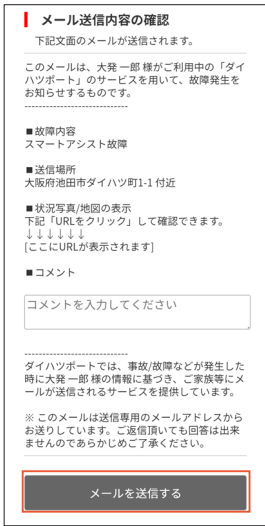 メール送信内容の確認
下記文面のメールが送信されます。
このメールは、大発 一郎 様がご利用中の「ダイ
ハツポート」のサービスを用いて、故障発生を
お知らせするものです。
-----------------------------
■故障内容
スマートアシスト故障
■送信場所
大阪府池田市ダイハツ町1-1 付近
■状況写真/地図の表示
下記「URLをクリック」して確認できます。
↓↓↓↓↓↓
[ここにURLが表示されます]
■コメント
コメントを入力してください
-----------------------------
ダイハツポートでは、事故/故障などが発生した
時に大発 一郎 様の情報に基づき、ご家族等にメ
ールが送信されるサービスを提供しています。
※ このメールは送信専用のメールアドレスから
お送りしています。ご返信頂いても回答は出来
ませんのであらかじめご了承ください。
メールを送信する